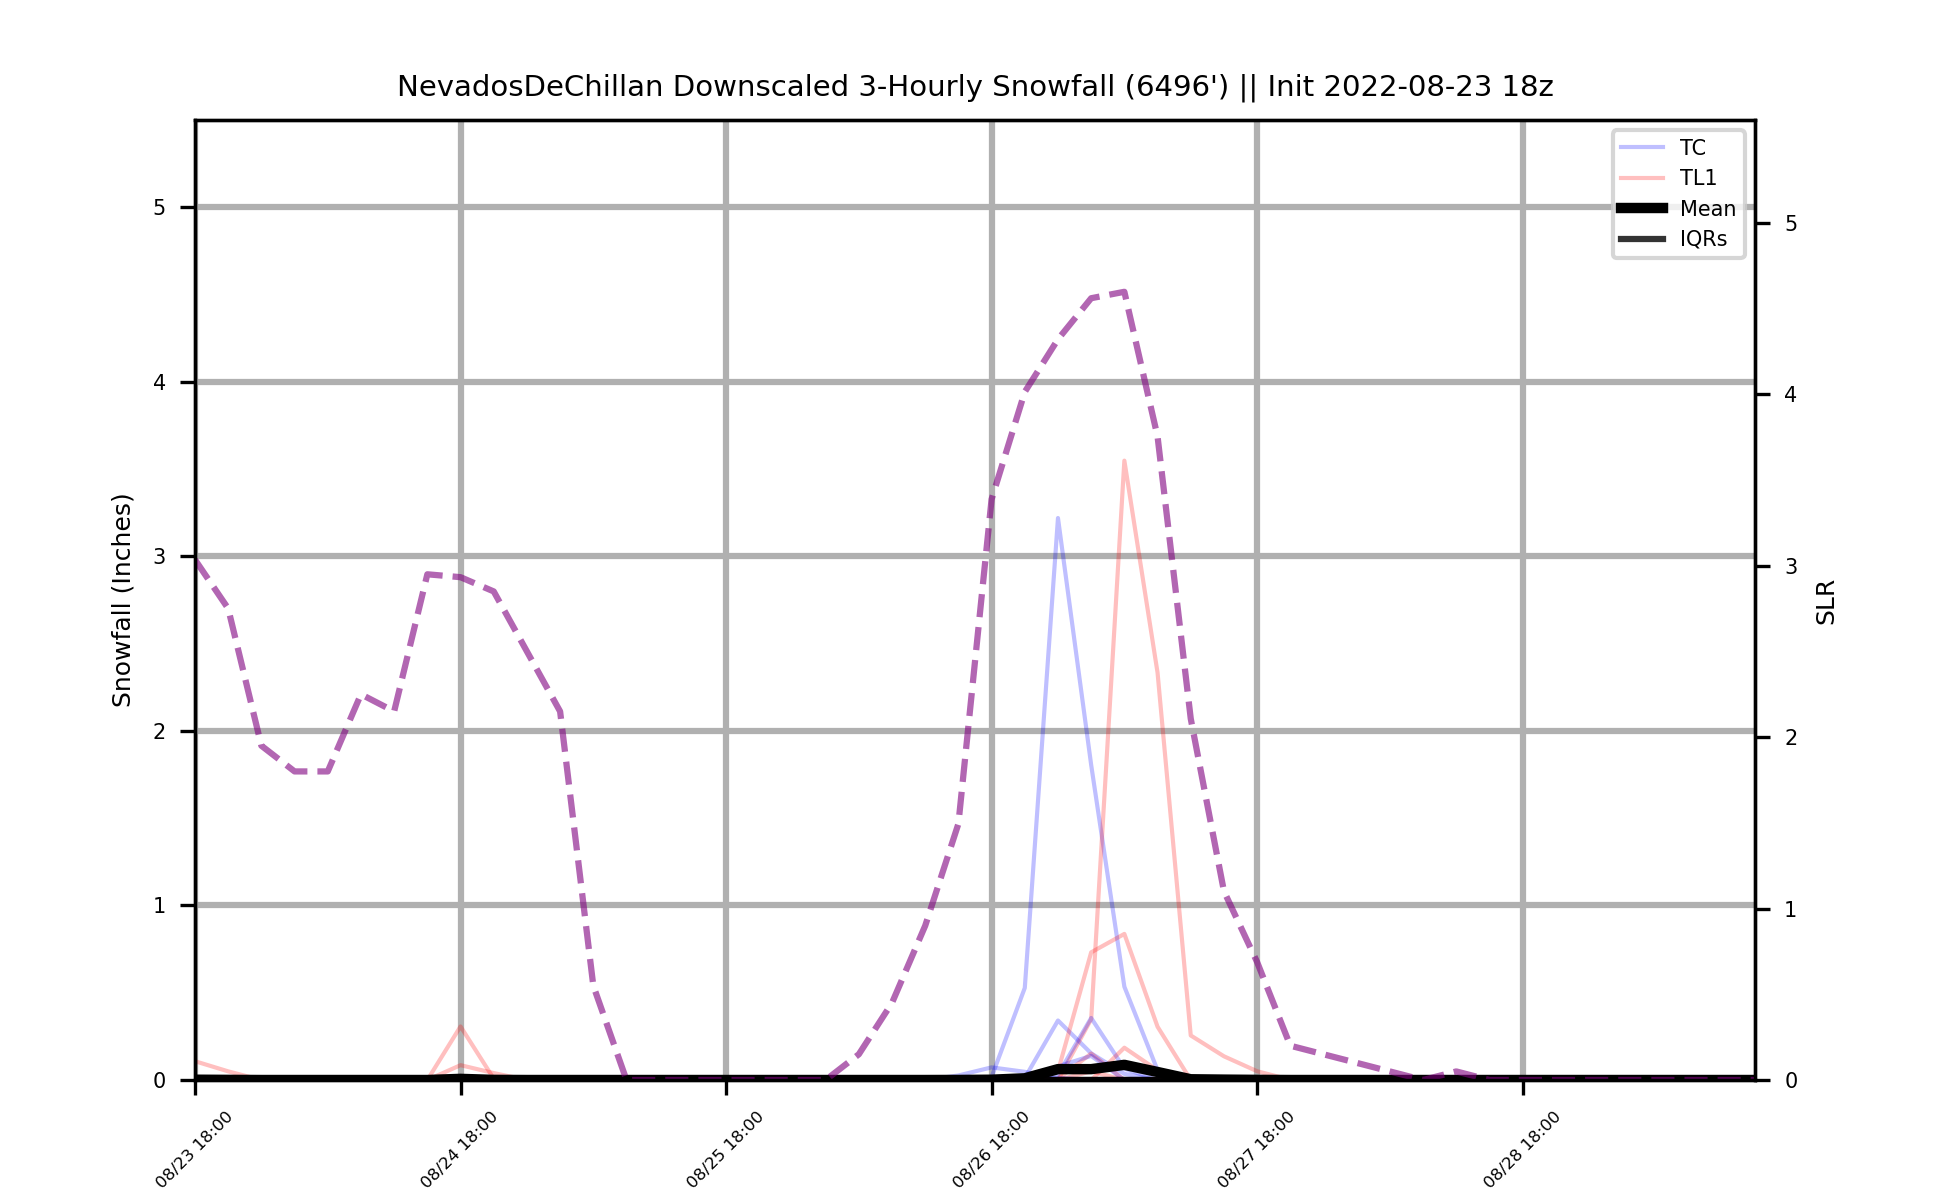 NevadosDeChillan Downscaled 3-Hourly Snowfall (6496') || Init 2022-08-23 18z
TC
TL1
Mean
IQRs
Snowfall (Inches)
5
4
3
2
1
0
5
4
3
2
1
0
SLR
08/23 18:00
08/24 18:00
08/25 18:00
08/26 18:00
08/27 18:00
08/28 18:00